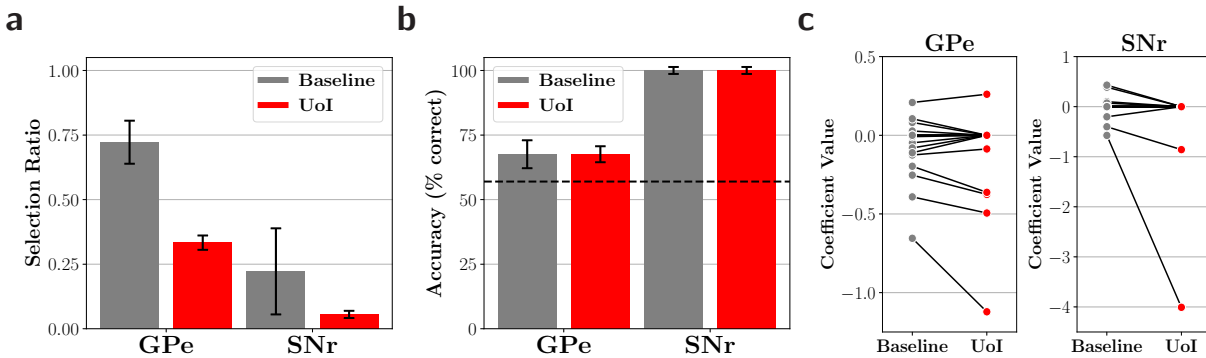 a
Selection Ratio
1.00
0.75
0.50
0.25
0.00
Baseline
UoI
GPe SNr
b
Accuracy (% correct)
100
75
50
25
0
Baseline
UoI
GPe SNr
c
GPe
Coefficient Value
0.5
0.0
−0.5
−1.0
Baseline UoI
SNr
Coefficient Value
1
0
−1
−2
−3
−4
Baseline UoI